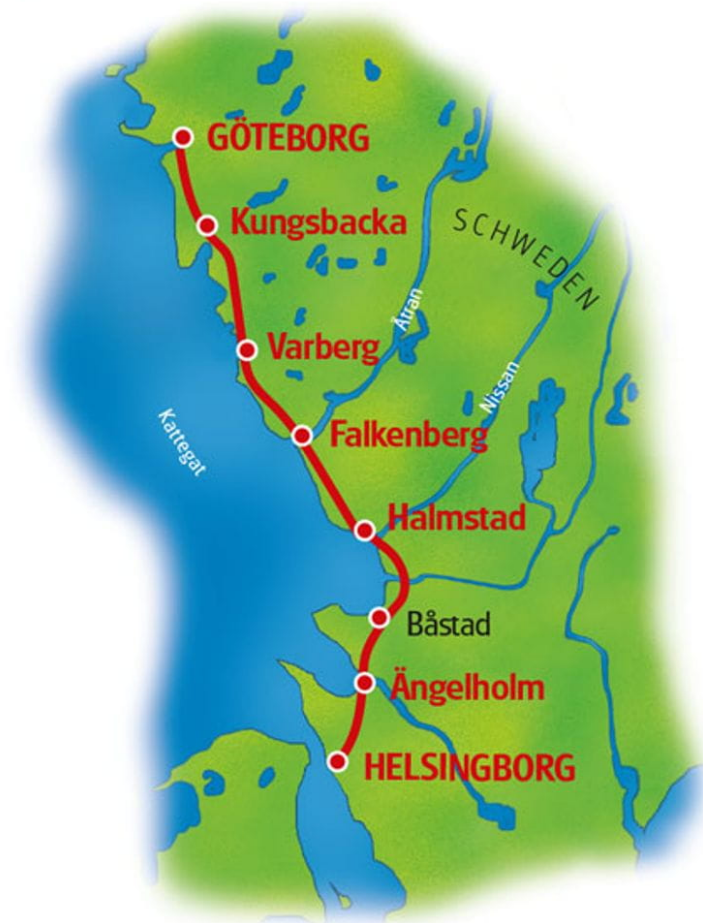 GÖTEBORG
Kungsbacka
SCHWEDEN
Ätran
Varberg
Nissan
Kattegat
Falkenberg
Halmstad
Båstad
Ängelholm
HELSINGBORG